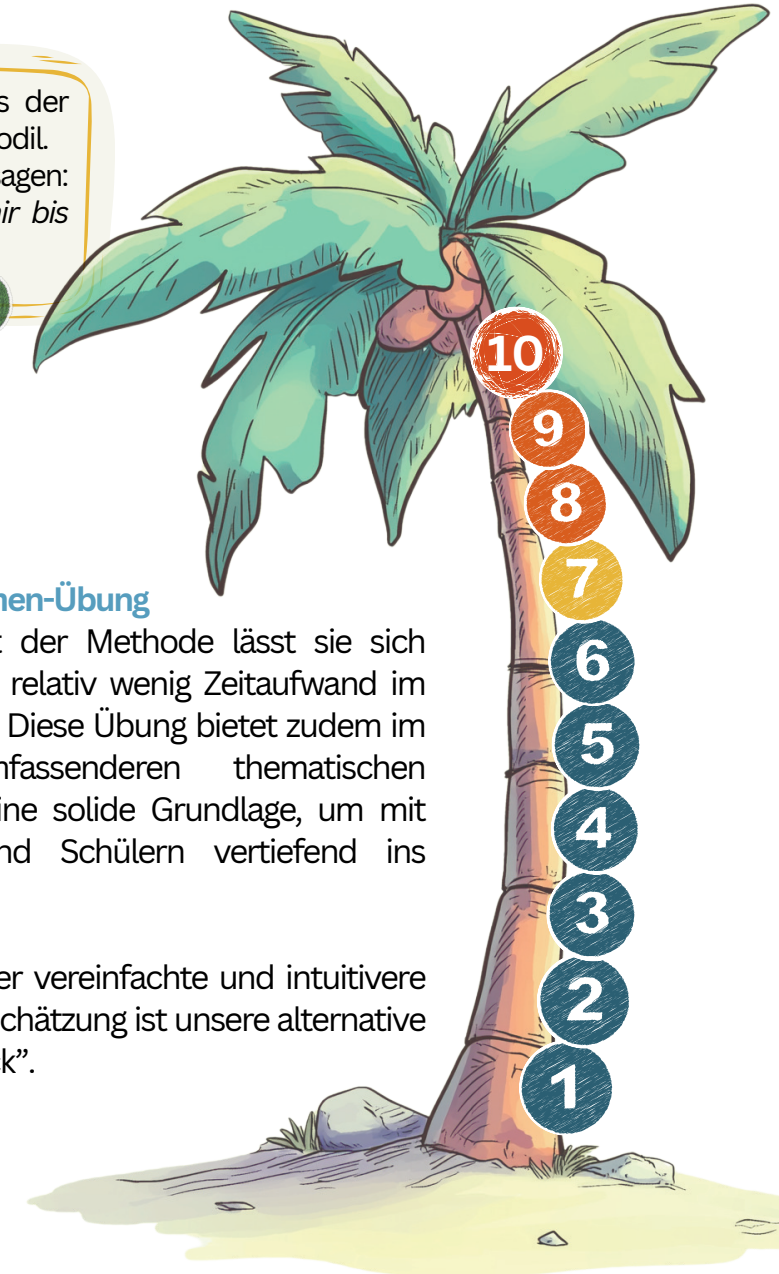 s der
odil.
agen:
ir bis
10
9
8
7
6
5
4
3
2
1
nen-Übung
t der Methode lässt sie sich
relativ wenig Zeitaufwand im
Diese Übung bietet zudem im
nfassenderen thematischen
ine solide Grundlage, um mit
nd Schülern vertiefend ins
er vereinfachte und intuitivere
chätzung ist unsere alternative
ck”.